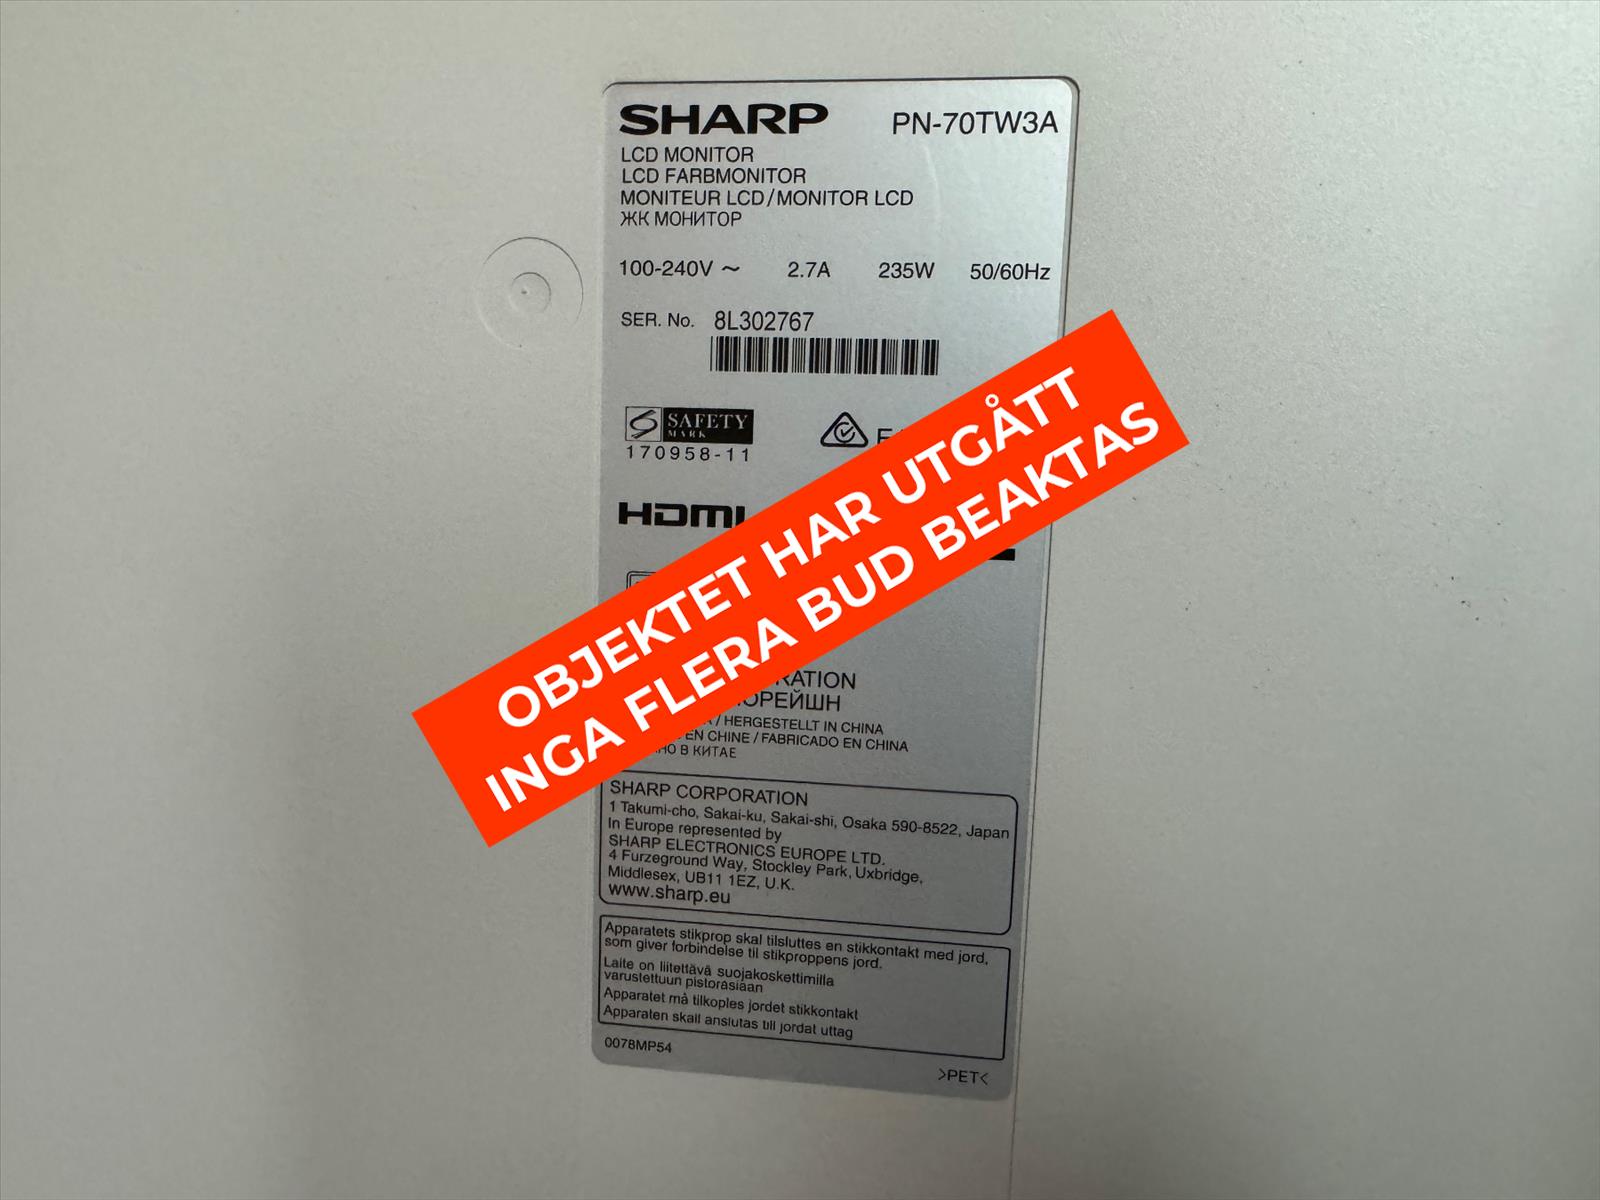 SHARP PN-70TW3A
LCD MONITOR
LCD FARBMONITOR
MONITEUR LCD/MONITOR LCD
ЖК МОНИТОР
100-240V ~ 2.7A 235W 50/60Hz
SER. No. 8L302767
SAFETY
MARK
170958-11
HDMI
OBJEKTET HAR UTGÅTT
INGA FLERA BUD BEAKTAS
/ HERGESTELLT IN CHINA
EN CHINE / FABRICADO EN CHINA
В КИТАЕ
SHARP CORPORATION
1 Takumi-cho, Sakai-ku, Sakai-shi, Osaka 590-8522, Japan
In Europe represented by
SHARP ELECTRONICS EUROPE LTD.
4 Furzeground Way, Stockley Park, Uxbridge,
Middlesex, UB11 1EZ, U.K.
www.sharp.eu
Apparatets stikprop skal tilsluttes en stikkontakt med jord,
som giver forbindelse til stikproppens jord.
Laite on liitettävä suojakoskettimilla
varustettuun pistorasiaan
Apparatet må tilkoples jordet stikkontakt
Apparaten skall anslutas till jordat uttag
0078MP54
>PET<